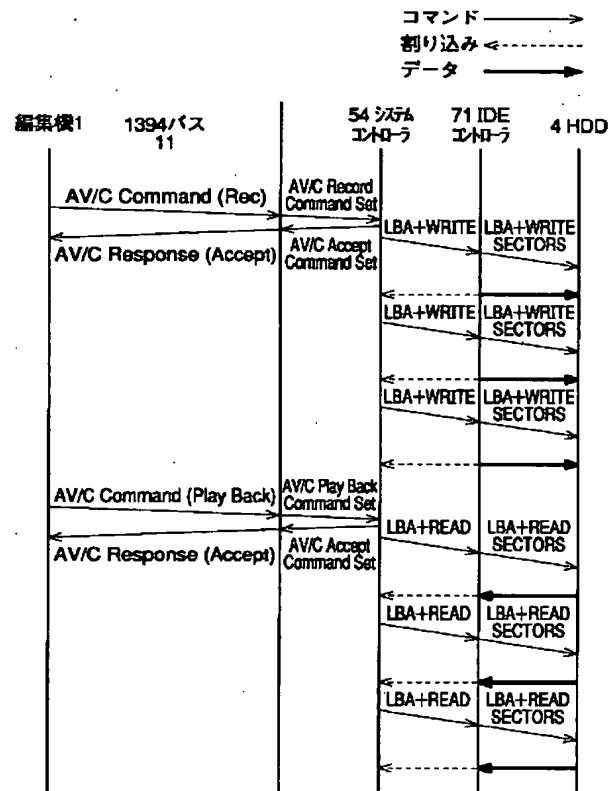 コマンド
割り込み
データ
編集機1
1394バス
11
54 システム
コントローラ
71 IDE
コントローラ
4 HDD
AV/C Command (Rec)
AV/C Record
Command Set
AV/C Response (Accept)
AV/C Accept
Command Set
LBA+WRITE
LBA+WRITE
SECTORS
LBA+WRITE
LBA+WRITE
SECTORS
LBA+WRITE
LBA+WRITE
SECTORS
AV/C Command (Play Back)
AV/C Play Back
Command Set
AV/C Response (Accept)
AV/C Accept
Command Set
LBA+READ
LBA+READ
SECTORS
LBA+READ
LBA+READ
SECTORS
LBA+READ
LBA+READ
SECTORS